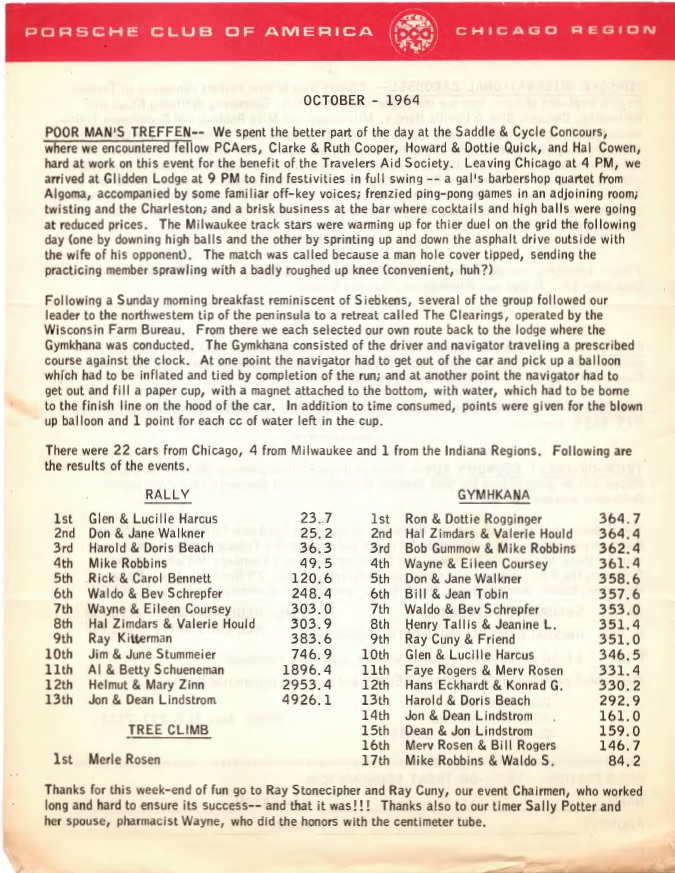 PORSCHE CLUB OF AMERICA CHICAGO REGION
OCTOBER - 1964
POOR MAN'S TREFFEN-- We spent the better part of the day at the Saddle & Cycle Concours,
where we encountered fellow PCAers, Clarke & Ruth Cooper, Howard & Dottie Quick, and Hal Cowen,
hard at work on this event for the benefit of the Travelers Aid Society. Leaving Chicago at 4 PM, we
arrived at Glidden Lodge at 9 PM to find festivities in full swing -- a gal's barbershop quartet from
Algoma, accompanied by some familiar off-key voices; frenzied ping-pong games in an adjoining room;
twisting and the Charleston; and a brisk business at the bar where cocktails and high balls were going
at reduced prices. The Milwaukee track stars were warming up for thier duel on the grid the following
day (one by downing high balls and the other by sprinting up and down the asphalt drive outside with
the wife of his opponent). The match was called because a man hole cover tipped, sending the
practicing member sprawling with a badly roughed up knee (convenient, huh?)
Following a Sunday morning breakfast reminiscent of Siebkens, several of the group followed our
leader to the northwestern tip of the peninsula to a retreat called The Clearings, operated by the
Wisconsin Farm Bureau. From there we each selected our own route back to the lodge where the
Gymkhana was conducted. The Gymkhana consisted of the driver and navigator traveling a prescribed
course against the clock. At one point the navigator had to get out of the car and pick up a balloon
which had to be inflated and tied by completion of the run; and at another point the navigator had to
get out and fill a paper cup, with a magnet attached to the bottom, with water, which had to be borne
to the finish line on the hood of the car. In addition to time consumed, points were given for the blown
up balloon and 1 point for each cc of water left in the cup.
There were 22 cars from Chicago, 4 from Milwaukee and 1 from the Indiana Regions. Following are
the results of the events.
RALLY
1st Glen & Lucille Harcus 23.7
2nd Don & Jane Walkner 25.2
3rd Harold & Doris Beach 36.3
4th Mike Robbins 49.5
5th Rick & Carol Bennett 120.6
6th Waldo & Bev Schrepfer 248.4
7th Wayne & Eileen Coursey 303.0
8th Hal Zimdars & Valerie Hould 303.9
9th Ray Kitterman 383.6
10th Jim & June Stummeier 746.9
11th Al & Betty Schueneman 1896.4
12th Helmut & Mary Zinn 2953.4
13th Jon & Dean Lindstrom 4926.1
TREE CLIMB
1st Merle Rosen
GYMHKANA
1st Ron & Dottie Rogginger 364.7
2nd Hal Zimdars & Valerie Hould 364.4
3rd Bob Gummow & Mike Robbins 362.4
4th Wayne & Eileen Coursey 361.4
5th Don & Jane Walkner 358.6
6th Bill & Jean Tobin 357.6
7th Waldo & Bev Schrepfer 353.0
8th Henry Tallis & Jeanine L. 351.4
9th Ray Cuny & Friend 351.0
10th Glen & Lucille Harcus 346.5
11th Faye Rogers & Merv Rosen 331.4
12th Hans Eckhardt & Konrad G. 330.2
13th Harold & Doris Beach 292.9
14th Jon & Dean Lindstrom 161.0
15th Dean & Jon Lindstrom 159.0
16th Merv Rosen & Bill Rogers 146.7
17th Mike Robbins & Waldo S. 84.2
Thanks for this week-end of fun go to Ray Stonecipher and Ray Cuny, our event Chairmen, who worked
long and hard to ensure its success-- and that it was!!! Thanks also to our timer Sally Potter and
her spouse, pharmacist Wayne, who did the honors with the centimeter tube.